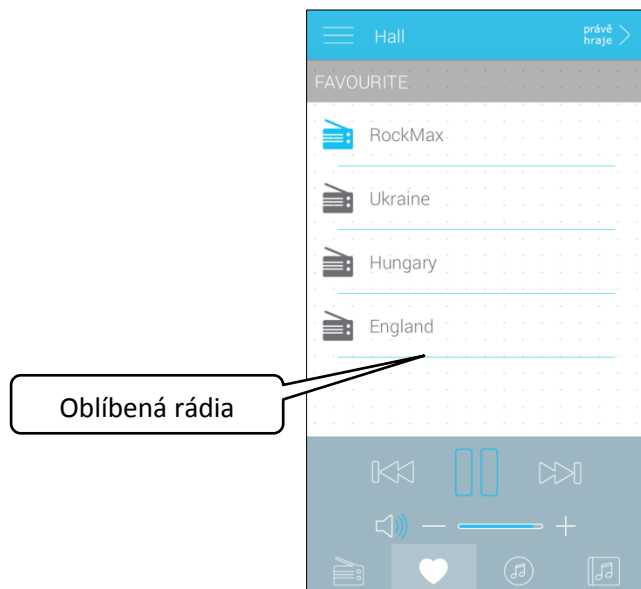 Hall
právě
hraje
FAVOURITE
RockMax
Ukraine
Hungary
England
Oblíbená rádia